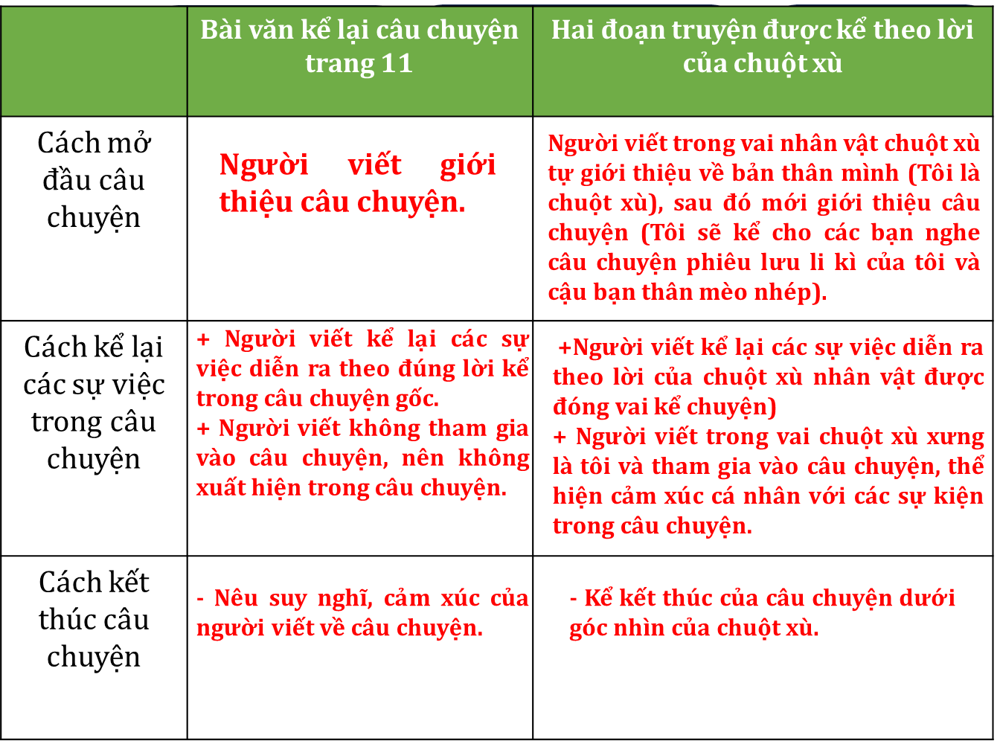 Bài văn kể lại câu chuyện
trang 11
Hai đoạn truyện được kể theo lời
của chuột xù
Cách mở
đầu câu
chuyện
Người viết giới
thiệu câu chuyện.
Người viết trong vai nhân vật chuột xù
tự giới thiệu về bản thân mình (Tôi là
chuột xù), sau đó mới giới thiệu câu
chuyện (Tôi sẽ kể cho các bạn nghe
câu chuyện phiêu lưu li kì của tôi và
cậu bạn thân mèo nhép).
Cách kể lại
các sự việc
trong câu
chuyện
+ Người viết kể lại các sự
việc diễn ra theo đúng lời kể
trong câu chuyện gốc.
+ Người viết không tham gia
vào câu chuyện, nên không
xuất hiện trong câu chuyện.
+Người viết kể lại các sự việc diễn ra
theo lời của chuột xù nhân vật được
đóng vai kể chuyện)
+ Người viết trong vai chuột xù xưng
là tôi và tham gia vào câu chuyện, thể
hiện cảm xúc cá nhân với các sự kiện
trong câu chuyện.
Cách kết
thúc câu
chuyện
- Nêu suy nghĩ, cảm xúc của
người viết về câu chuyện.
- Kể kết thúc của câu chuyện dưới
góc nhìn của chuột xù.